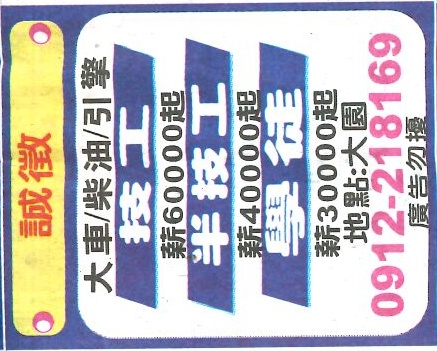 誠徵
大車/柴油/引擎
技工
薪60000起
半技工
薪40000起
學徒
薪30000起
地點:大園
0912-218169
廣告勿擾